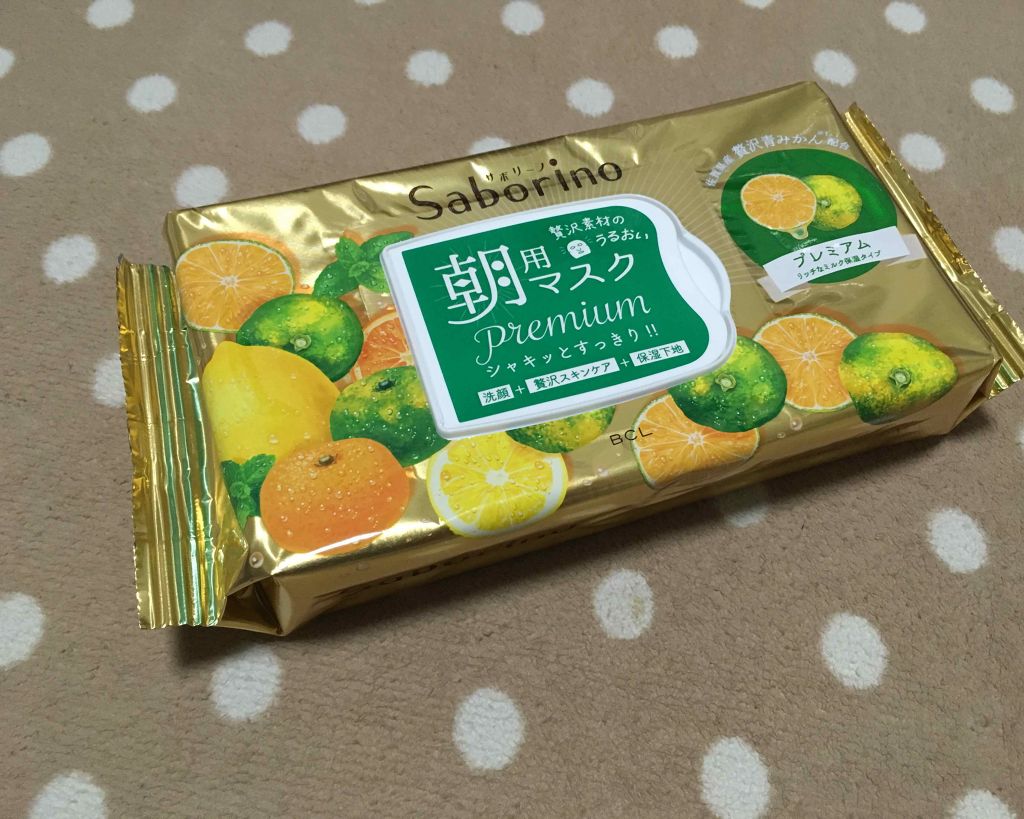 サボリーノ
Saborino
贅沢素材の
うるおい
朝用
マスク
Premium
シャキッとすっきり!!
洗顔+贅沢スキンケア+保湿下地
BCL
贅沢青みかん配合
プレミアム
リッチなミルク保湿タイプ